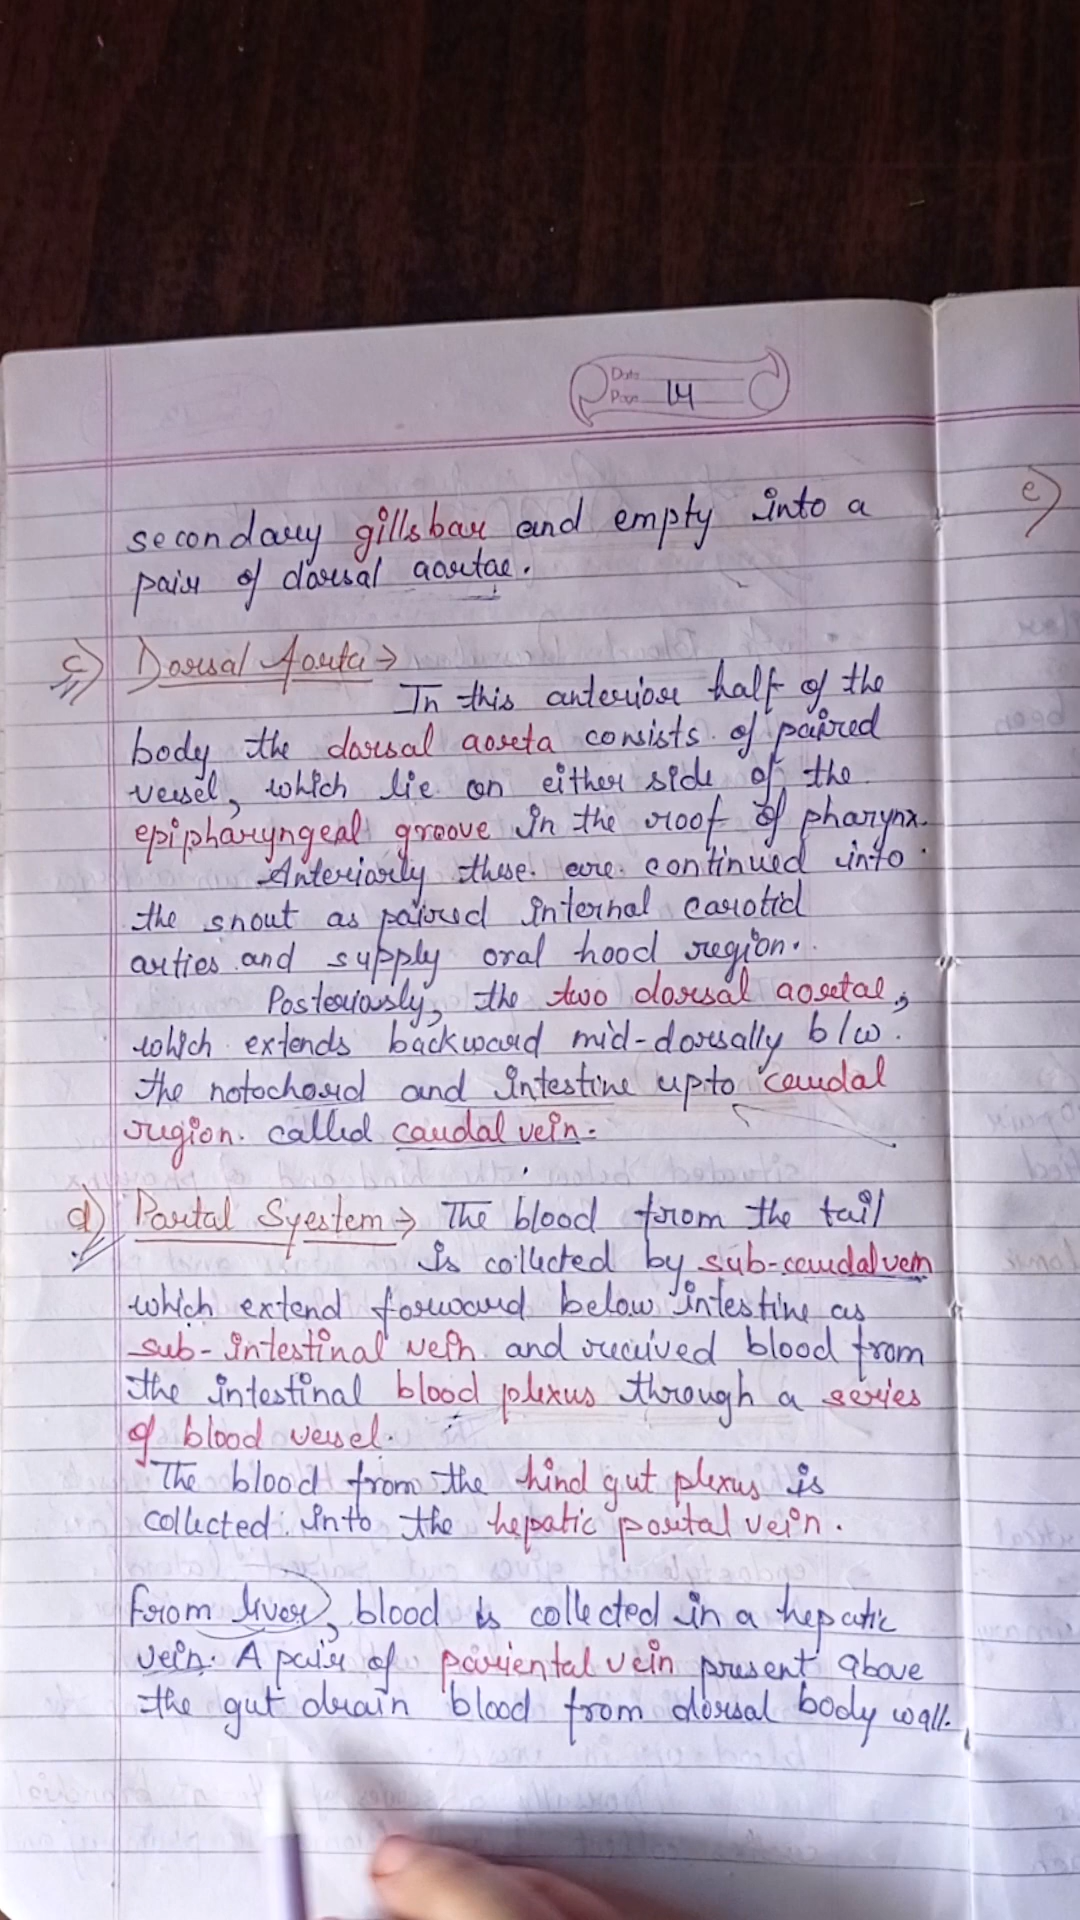 Date
Page 14
secondary gillsbar and empty into a
pair of dorsal aortae.
c) Dorsal Aorta →
In this anterior half of the
body the dorsal aorta consists of paired
vessel, which lie on either side of the
epipharyngeal groove in the roof of pharynx.
Anteriorly these are continued into
the snout as paired internal carotid
arties and supply oral hood region.
Posteriorly, the two dorsal aortal,
which extends backward mid-dorsally b/w
the notochord and intestine upto caudal
region. called caudal vein.
d) Portal Syestem → The blood from the tail
is collected by sub-caudal vein
which extend forward below intestine as
sub-intestinal vein and received blood from
the intestinal blood plexus through a series
of blood vessel.
The blood from the hind gut plexus is
collected into the hepatic portal vein.
from liver, blood is collected in a hepatic
vein. A pair of pariental vein present above
the gut drain blood from dorsal body wall.
e)